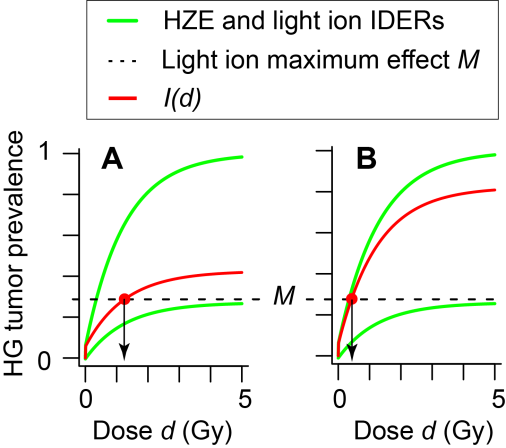 HZE and light ion IDERs
Light ion maximum effect M
I(d)
HG tumor prevalence
1
0
A
B
M
0
5
0
5
Dose d (Gy)
Dose d (Gy)